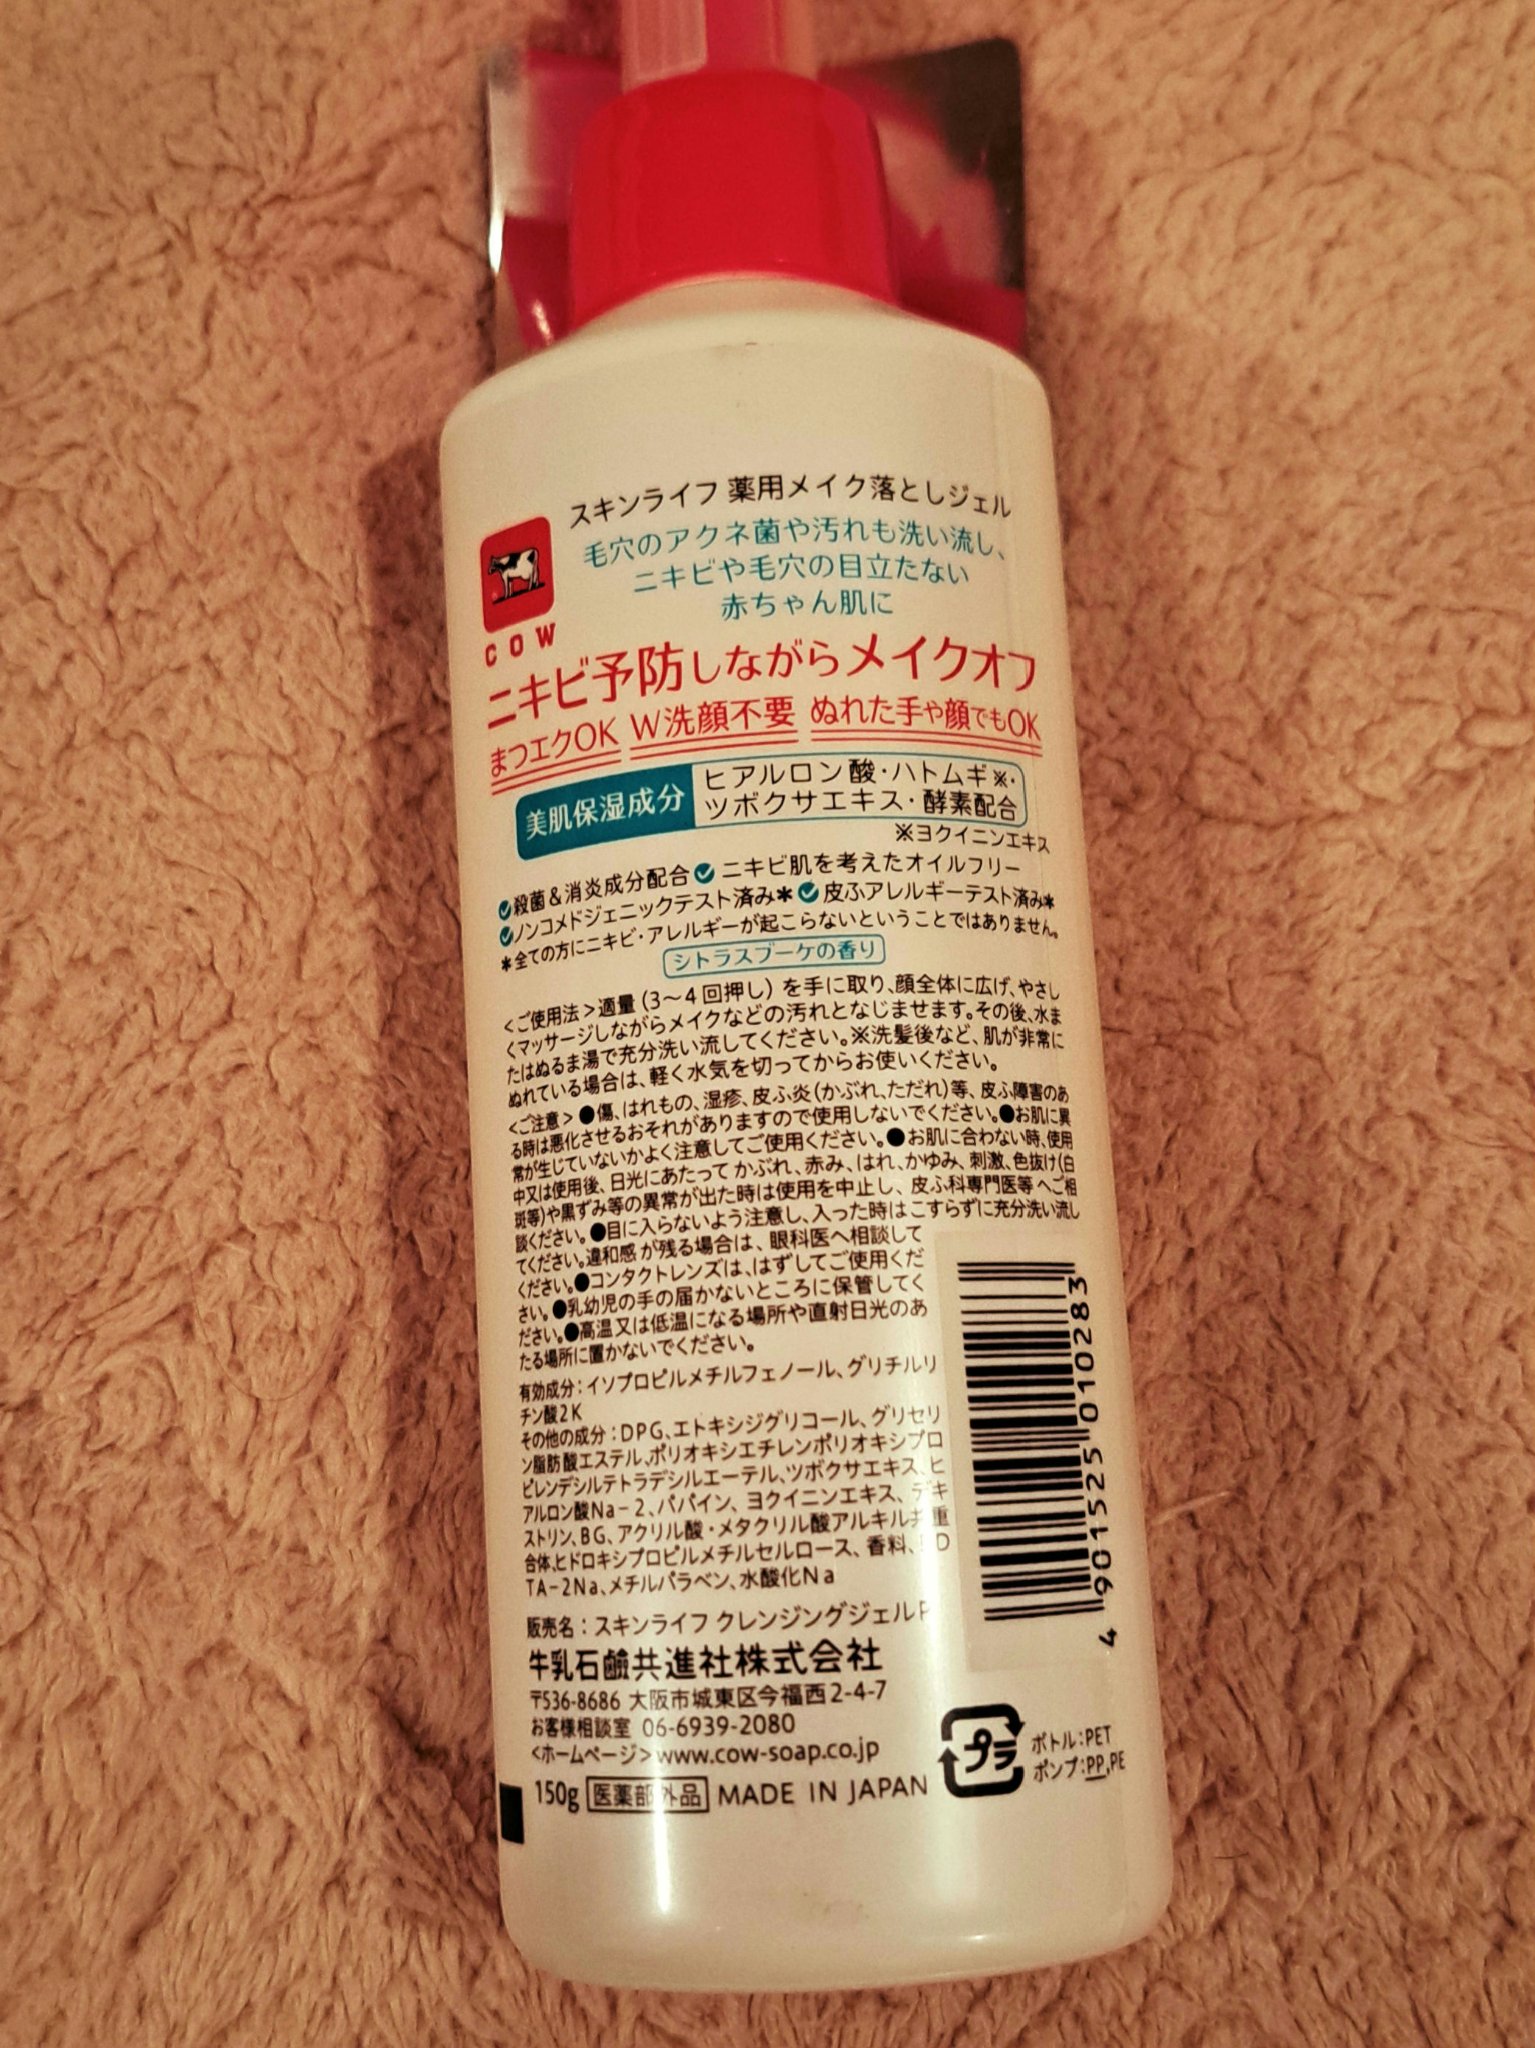 スキンライフ 薬用メイク落としジェル
毛穴のアクネ菌や汚れも洗い流し、
ニキビや毛穴の目立たない
赤ちゃん肌に
COW
ニキビ予防しながらメイクオフ
まつエクOK W洗顔不要 ぬれた手や顔でもOK
美肌保湿成分
ヒアルロン酸・ハトムギ※・
ツボクサエキス・酵素配合
※ヨクイニンエキス
殺菌&消炎成分配合 ニキビ肌を考えたオイルフリー
ノンコメドジェニックテスト済み* 皮ふアレルギーテスト済み*
*全ての方にニキビ・アレルギーが起こらないということではありません。
シトラスブーケの香り
<ご使用法>適量(3〜4回押し)を手に取り、顔全体に広げ、やさし
くマッサージしながらメイクなどの汚れとなじませます。その後、水ま
たはぬるま湯で充分洗い流してください。※洗髪後など、肌が非常に
ぬれている場合は、軽く水気を切ってからお使いください。
<ご注意>●傷、はれもの、湿疹、皮ふ炎(かぶれ、ただれ)等、皮ふ障害のあ
る時は悪化させるおそれがありますので使用しないでください。●お肌に異
常が生じていないかよく注意してご使用ください。●お肌に合わない時、使用
中又は使用後、日光にあたって かぶれ、赤み、はれ、かゆみ、刺激、色抜け(白
斑等)や黒ずみ等の異常が出た時は使用を中止し、皮ふ科専門医等へご相
談ください。●目に入らないよう注意し、入った時はこすらずに充分洗い流し
てください。違和感が残る場合は、眼科医へ相談して
ください。●コンタクトレンズは、はずしてご使用くだ
さい。●乳幼児の手の届かないところに保管してく
ださい。●高温又は低温になる場所や直射日光のあ
たる場所に置かないでください。
有効成分:イソプロピルメチルフェノール、グリチルリ
チン酸2K
その他の成分:DPG、エトキシジグリコール、グリセリ
ン脂肪酸エステル、ポリオキシエチレンポリオキシプロ
ピレンデシルテトラデシルエーテル、ツボクサエキス、ヒ
アルロン酸Na-2、パパイン、ヨクイニンエキス、デキ
ストリン、BG、アクリル酸・メタクリル酸アルキル共重
合体、ヒドロキシプロピルメチルセルロース、香料、ED
TA-2Na、メチルパラベン、水酸化Na
販売名:スキンライフ クレンジングジェルP
牛乳石鹼共進社株式会社
〒536-8686 大阪市城東区今福西2-4-7
お客様相談室 06-6939-2080
<ホームページ>www.cow-soap.co.jp
150g 医薬部外品 MADE IN JAPAN
4 901525 010283
プラ
ボトル:PET
ポンプ:PP,PE